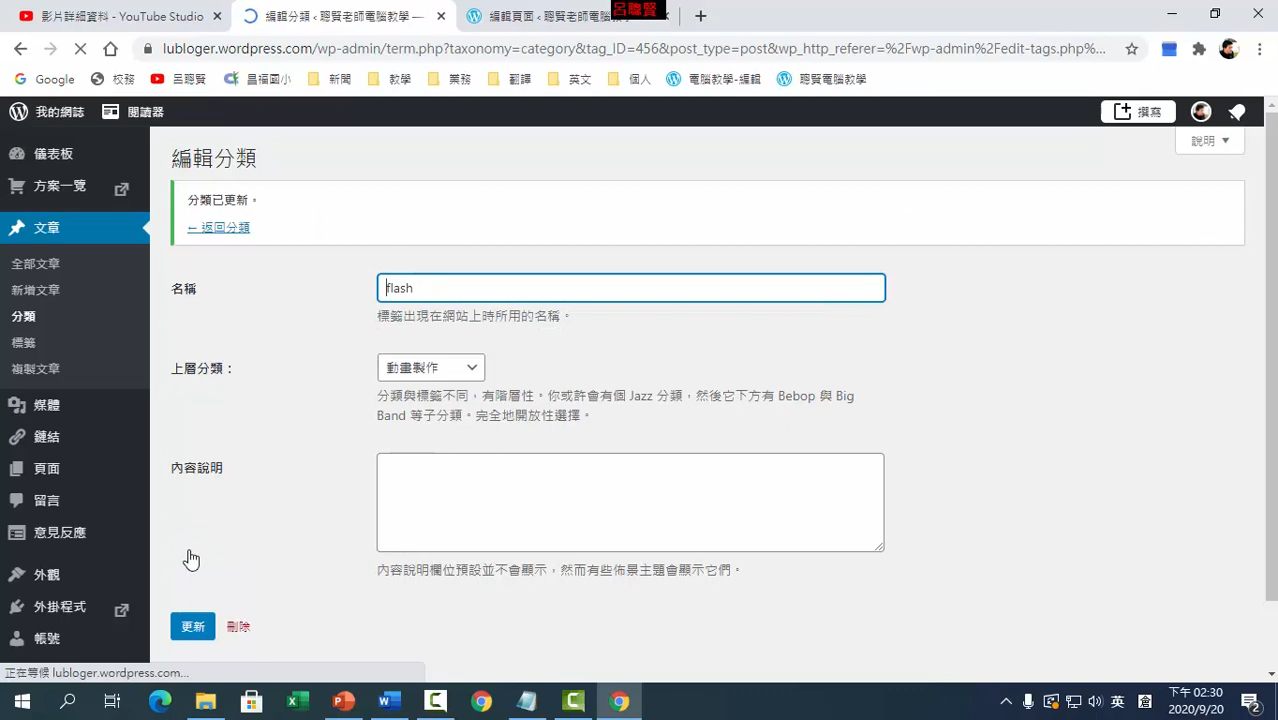 影片詳細資料 - YouTube Studio
編輯分類 ‹ 聰賢老師電腦教學 —
編輯頁面 ‹ 聰賢老師電腦教學
呂聰賢
lubloger.wordpress.com/wp-admin/term.php?taxonomy=category&tag_ID=456&post_type=post&wp_http_referer=%2Fwp-admin%2Fedit-tags.php%...
Google
校務
呂聰賢
昌福國小
新聞
教學
業務
翻譯
英文
個人
電腦教學-編輯
聰賢電腦教學
我的網誌
閱讀器
撰寫
儀表板
方案一覽
文章
全部文章
新增文章
分類
標籤
複製文章
媒體
鏈結
頁面
留言
意見反應
外觀
外掛程式
帳號
說明
編輯分類
分類已更新。
← 返回分類
名稱
flash
標籤出現在網站上時所用的名稱。
上層分類：
動畫製作
分類與標籤不同，有階層性。你或許會有個 Jazz 分類，然後它下方有 Bebop 與 Big
Band 等子分類。完全地開放性選擇。
內容說明
內容說明欄位預設並不會顯示，然而有些佈景主題會顯示它們。
更新
刪除
正在等候 lubloger.wordpress.com...
英
下午 02:30
2020/9/20
2